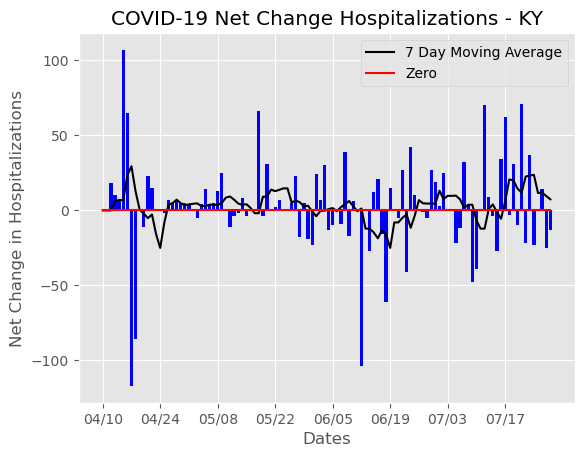 COVID-19 Net Change Hospitalizations - KY
7 Day Moving Average
Zero
Net Change in Hospitalizations
100
50
0
−50
−100
04/10 04/24 05/08 05/22 06/05 06/19 07/03 07/17
Dates